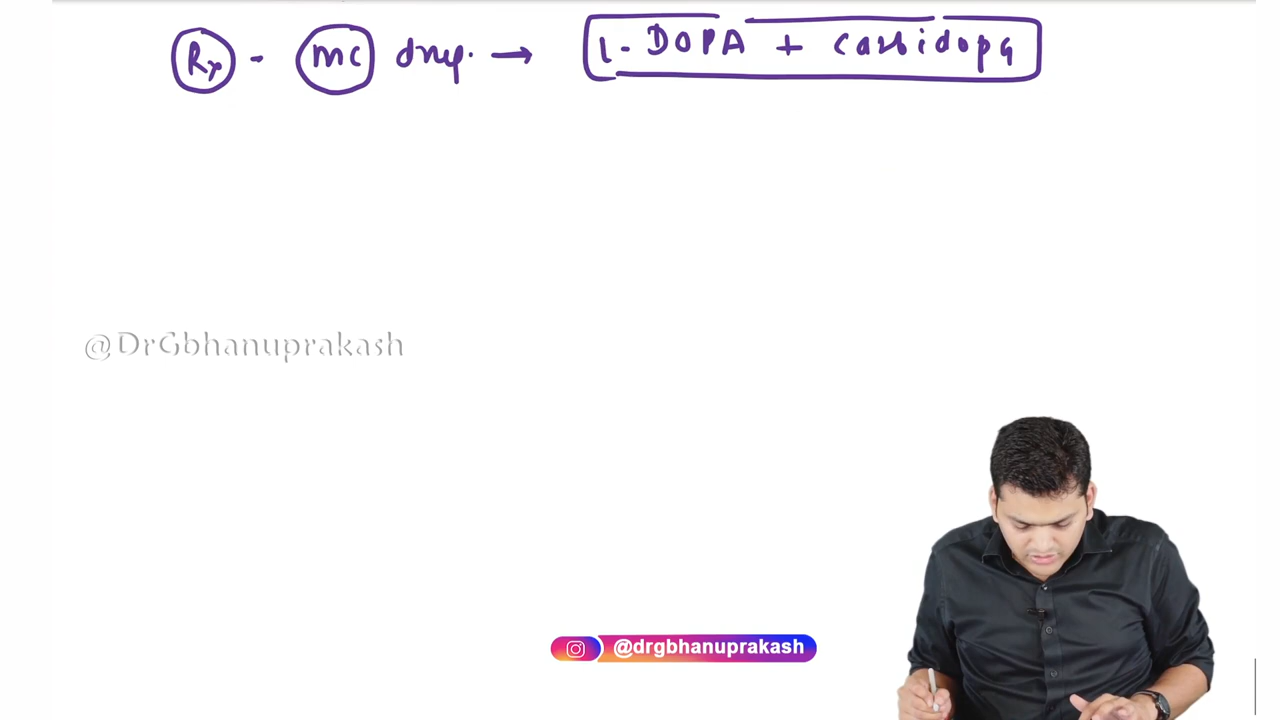 Rx - mc drug. → L-DOPA + Carbidopa
@DrGbhanuprakash
@drgbhanuprakash